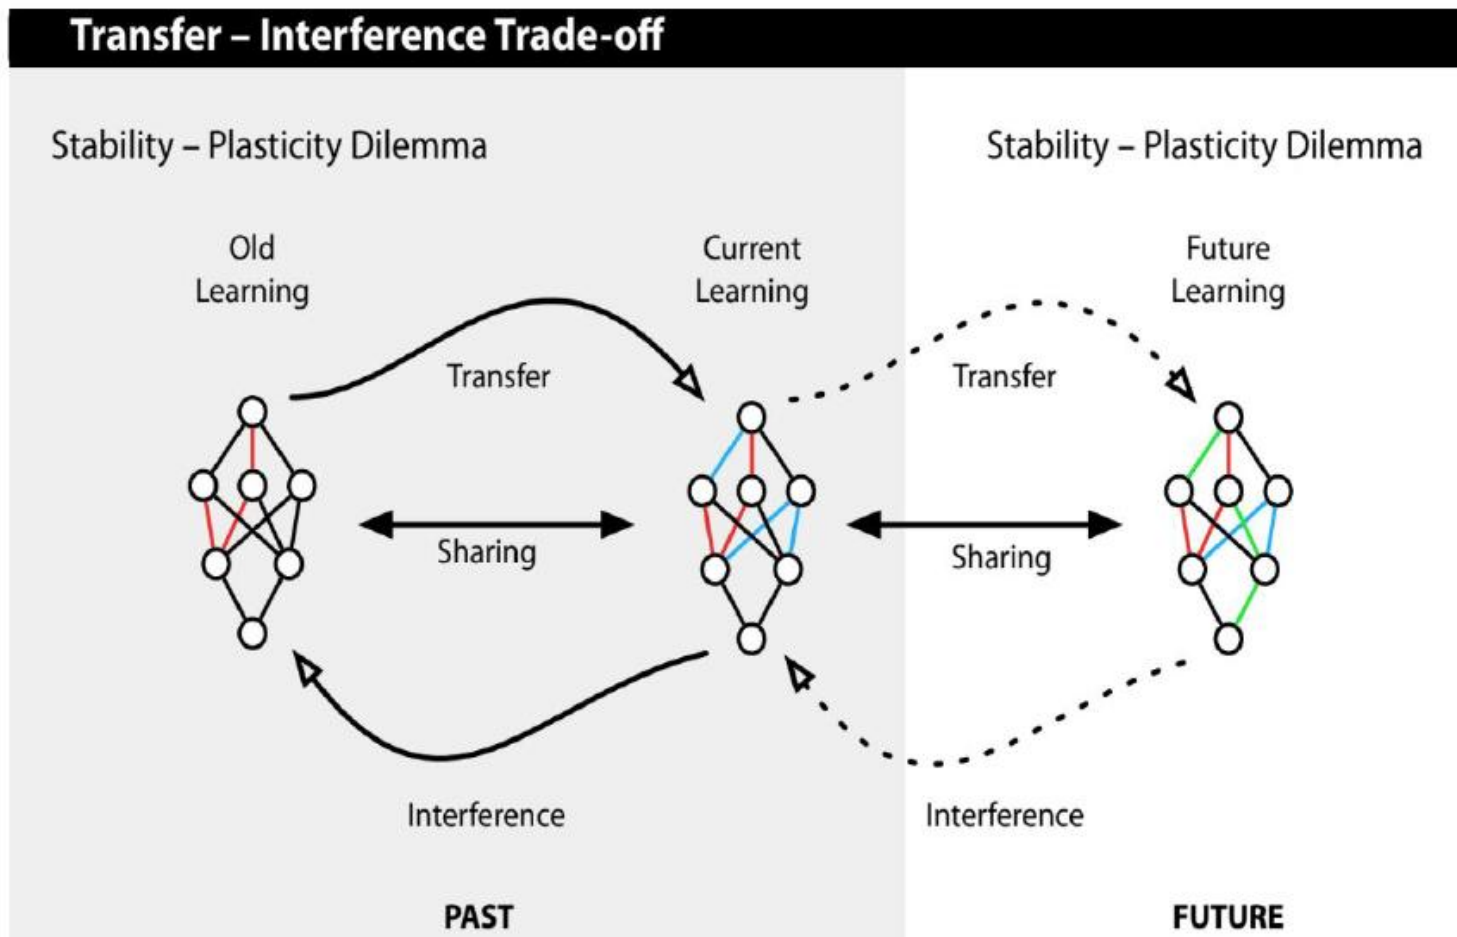 Transfer – Interference Trade-off
Stability – Plasticity Dilemma
Stability – Plasticity Dilemma
Old
Learning
Current
Learning
Future
Learning
Transfer
Transfer
Sharing
Sharing
Interference
Interference
PAST
FUTURE